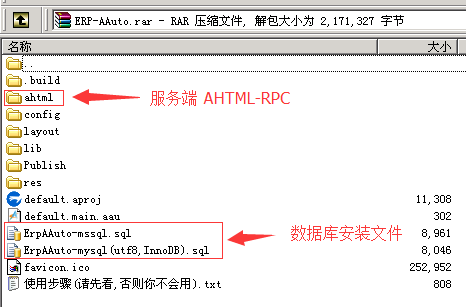 ERP-AAuto.rar - RAR 压缩文件, 解包大小为 2,171,327 字节
名称 大小
..
.build
ahtml 服务端 AHTML-RPC
config
layout
lib
Publish
res
default.aproj 11,308
default.main.aau 302
ErpAAuto-mssql.sql 8,961
数据库安装文件
ErpAAuto-mysql(utf8,InnoDB).sql 8,046
favicon.ico 252,952
使用步骤(请先看,否则你不会用).txt 808